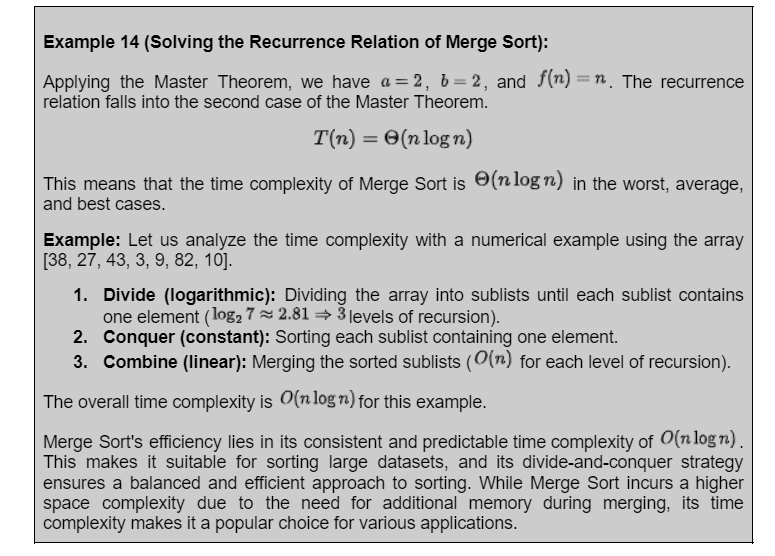 Example 14 (Solving the Recurrence Relation of Merge Sort):
Applying the Master Theorem, we have a = 2, b = 2, and f(n) = n. The recurrence
relation falls into the second case of the Master Theorem.
T(n) = Θ(n log n)
This means that the time complexity of Merge Sort is Θ(n log n) in the worst, average,
and best cases.
Example: Let us analyze the time complexity with a numerical example using the array
[38, 27, 43, 3, 9, 82, 10].
1. Divide (logarithmic): Dividing the array into sublists until each sublist contains
one element (log₂ 7 ≈ 2.81 ⇒ 3 levels of recursion).
2. Conquer (constant): Sorting each sublist containing one element.
3. Combine (linear): Merging the sorted sublists (O(n) for each level of recursion).
The overall time complexity is O(n log n) for this example.
Merge Sort's efficiency lies in its consistent and predictable time complexity of O(n log n).
This makes it suitable for sorting large datasets, and its divide-and-conquer strategy
ensures a balanced and efficient approach to sorting. While Merge Sort incurs a higher
space complexity due to the need for additional memory during merging, its time
complexity makes it a popular choice for various applications.